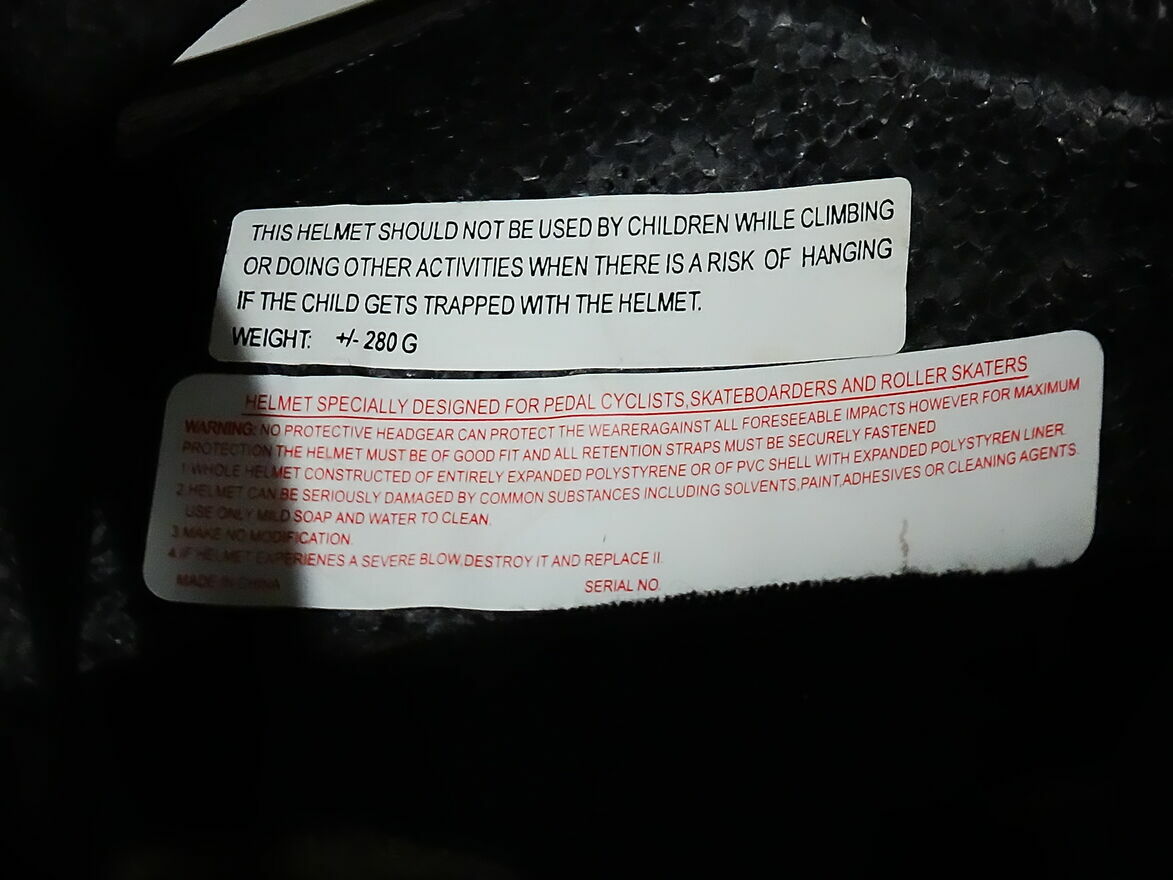 THIS HELMET SHOULD NOT BE USED BY CHILDREN WHILE CLIMBING
OR DOING OTHER ACTIVITIES WHEN THERE IS A RISK OF HANGING
IF THE CHILD GETS TRAPPED WITH THE HELMET.
WEIGHT: +/- 280 G
HELMET SPECIALLY DESIGNED FOR PEDAL CYCLISTS,SKATEBOARDERS AND ROLLER SKATERS
WARNING: NO PROTECTIVE HEADGEAR CAN PROTECT THE WEARERAGAINST ALL FORESEEABLE IMPACTS HOWEVER FOR MAXIMUM
PROTECTION THE HELMET MUST BE OF GOOD FIT AND ALL RETENTION STRAPS MUST BE SECURELY FASTENED
1.WHOLE HELMET CONSTRUCTED OF ENTIRELY EXPANDED POLYSTYRENE OR OF PVC SHELL WITH EXPANDED POLYSTYREN LINER.
2.HELMET CAN BE SERIOUSLY DAMAGED BY COMMON SUBSTANCES INCLUDING SOLVENTS,PAINT,ADHESIVES OR CLEANING AGENTS.
USE ONLY MILD SOAP AND WATER TO CLEAN.
3.MAKE NO MODIFICATION.
4.IF HELMET EXPERIENES A SEVERE BLOW,DESTROY IT AND REPLACE II.
MADE IN CHINA SERIAL NO.